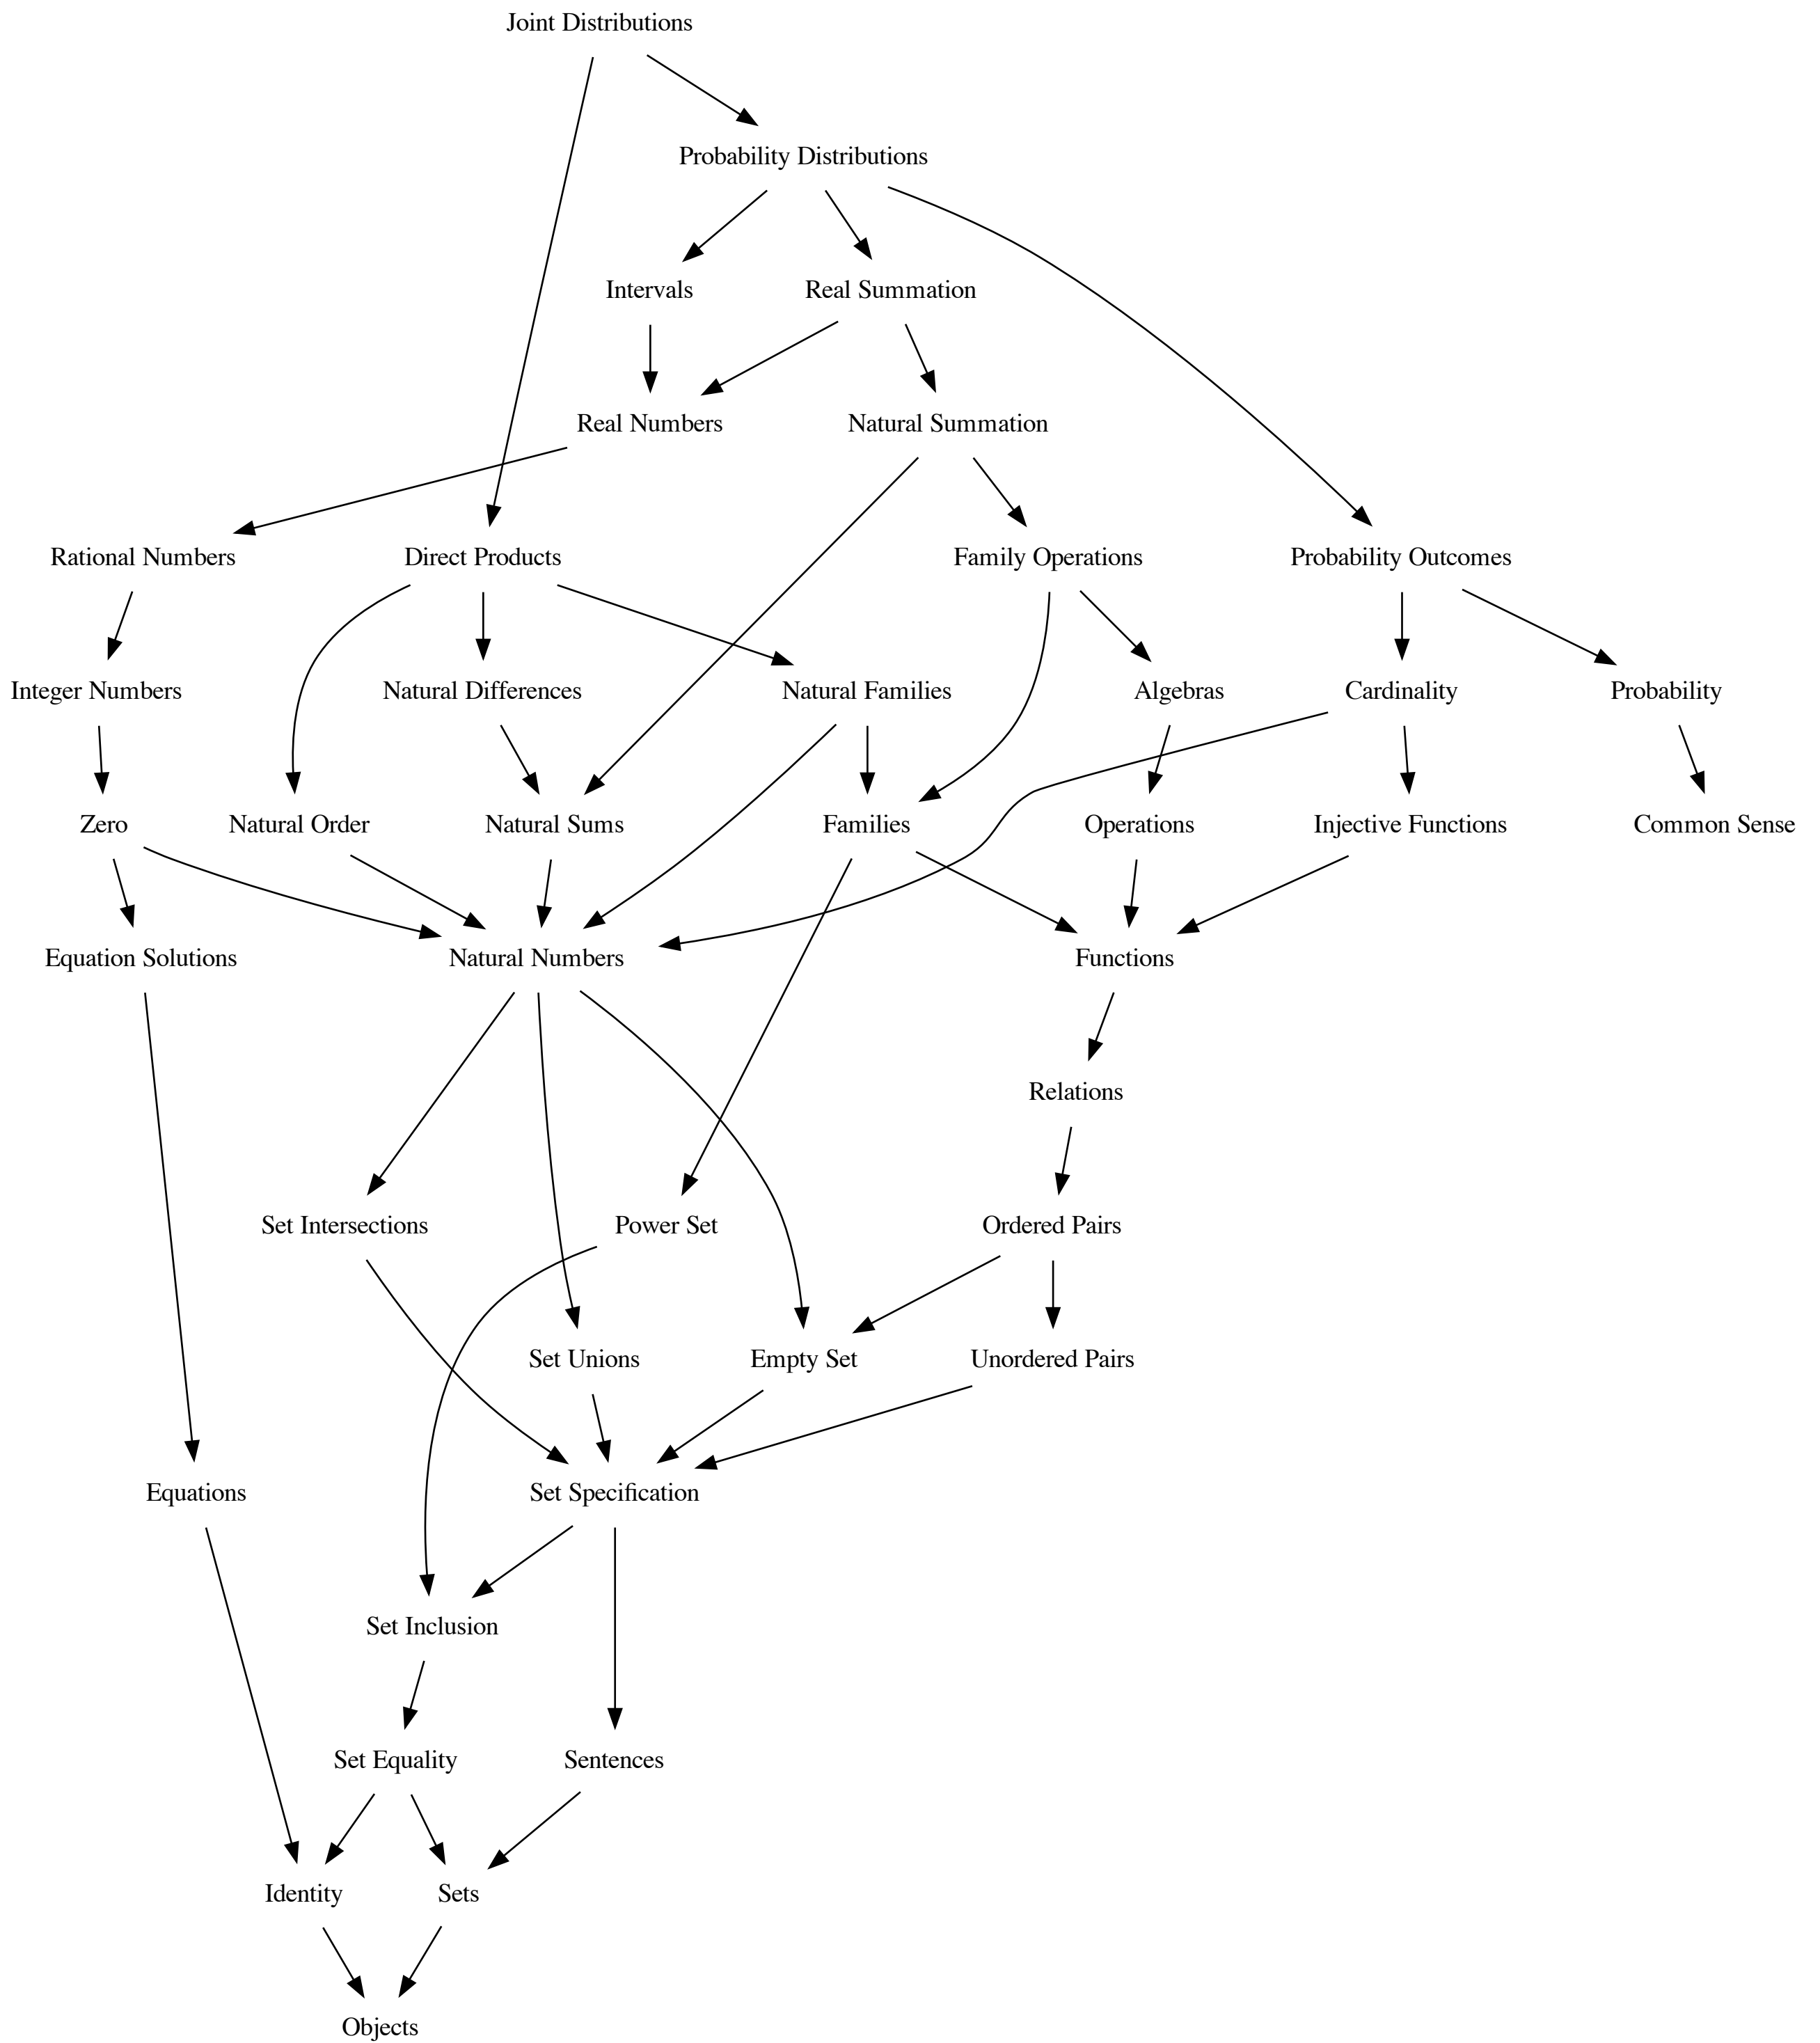 Joint Distributions
Probability Distributions
Intervals
Real Summation
Real Numbers
Natural Summation
Rational Numbers
Direct Products
Family Operations
Probability Outcomes
Integer Numbers
Natural Differences
Natural Families
Algebras
Cardinality
Probability
Zero
Natural Order
Natural Sums
Families
Operations
Injective Functions
Common Sense
Equation Solutions
Natural Numbers
Functions
Relations
Set Intersections
Power Set
Ordered Pairs
Set Unions
Empty Set
Unordered Pairs
Equations
Set Specification
Set Inclusion
Set Equality
Sentences
Identity
Sets
Objects